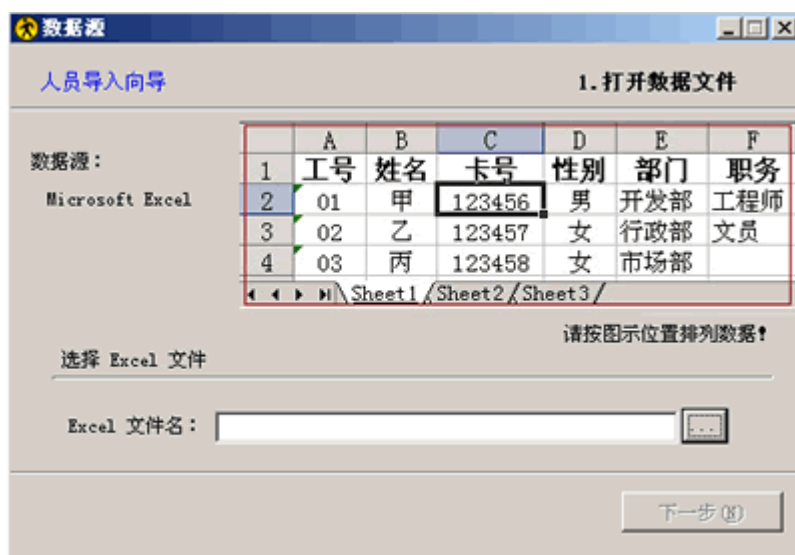 数据源
人员导入向导
1.打开数据文件
数据源：
Microsoft Excel
A B C D E F
1 工号 姓名 卡号 性别 部门 职务
2 01 甲 123456 男 开发部 工程师
3 02 乙 123457 女 行政部 文员
4 03 丙 123458 女 市场部
Sheet1 Sheet2 Sheet3
请按图示位置排列数据!
选择 Excel 文件
Excel 文件名：
...
下一步(N)